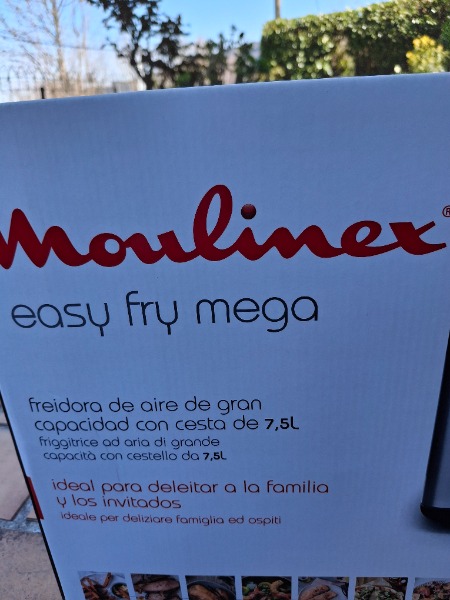 Moulinex®
easy fry mega
freidora de aire de gran
capacidad con cesta de 7,5L
friggitrice ad aria di grande
capacità con cestello da 7,5L
ideal para deleitar a la familia
y los invitados
ideale per deliziare famiglia ed ospiti